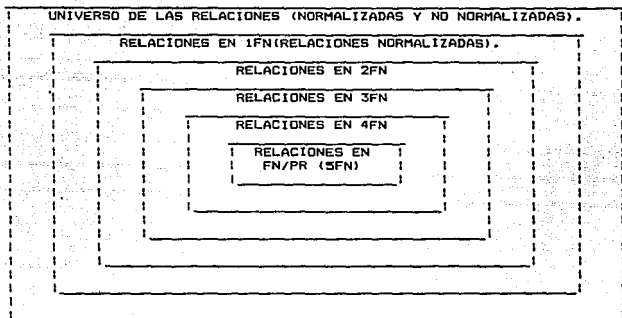 UNIVERSO DE LAS RELACIONES (NORMALIZADAS Y NO NORMALIZADAS).
RELACIONES EN 1FN(RELACIONES NORMALIZADAS).
RELACIONES EN 2FN
RELACIONES EN 3FN
RELACIONES EN 4FN
RELACIONES EN
FN/PR (5FN)